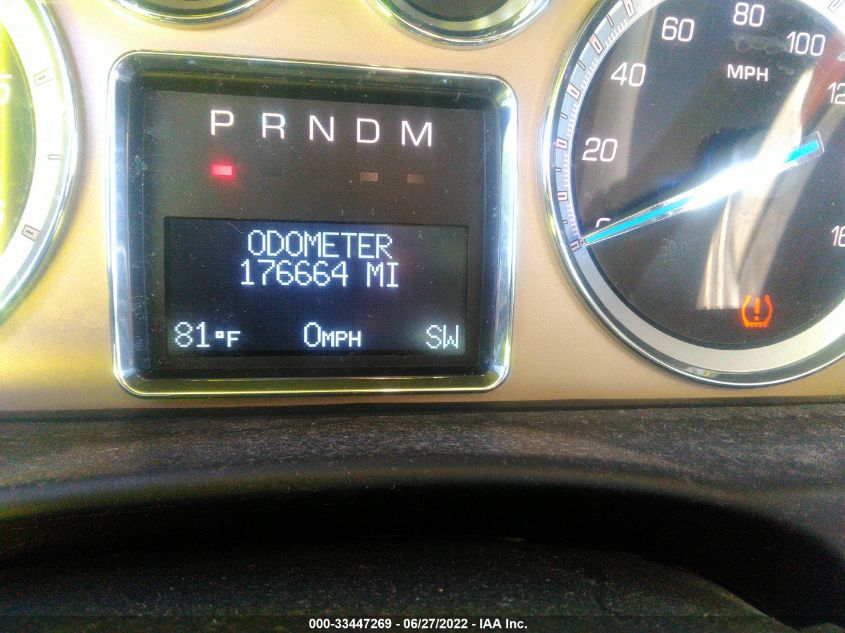 P R N D M
ODOMETER
176664 MI
81°F 0MPH SW
0
20
40
60
80
100
MPH
000-33447269 - 06/27/2022 - IAA Inc.